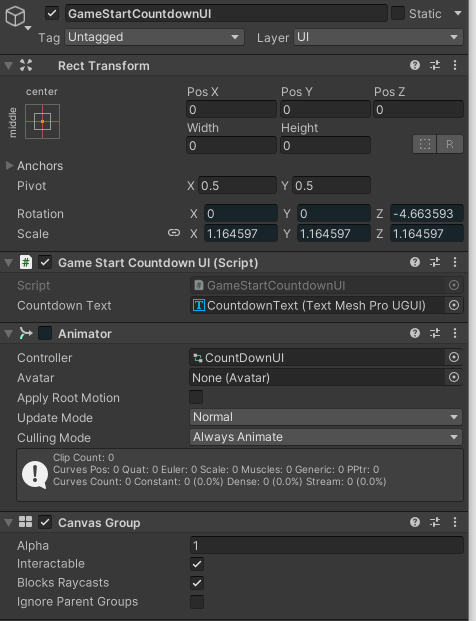 GameStartCountdownUI Static
Tag Untagged Layer UI
Rect Transform
center
middle
Pos X Pos Y Pos Z
0 0 0
Width Height
0 0
R
Anchors
Pivot X 0.5 Y 0.5
Rotation X 0 Y 0 Z -4.663593
Scale X 1.164597 Y 1.164597 Z 1.164597
# Game Start Countdown UI (Script)
Script # GameStartCountdownUI
Countdown Text T CountdownText (Text Mesh Pro UGUI)
Animator
Controller CountDownUI
Avatar None (Avatar)
Apply Root Motion
Update Mode Normal
Culling Mode Always Animate
Clip Count: 0
Curves Pos: 0 Quat: 0 Euler: 0 Scale: 0 Muscles: 0 Generic: 0 PPtr: 0
Curves Count: 0 Constant: 0 (0.0%) Dense: 0 (0.0%) Stream: 0 (0.0%)
Canvas Group
Alpha 1
Interactable
Blocks Raycasts
Ignore Parent Groups